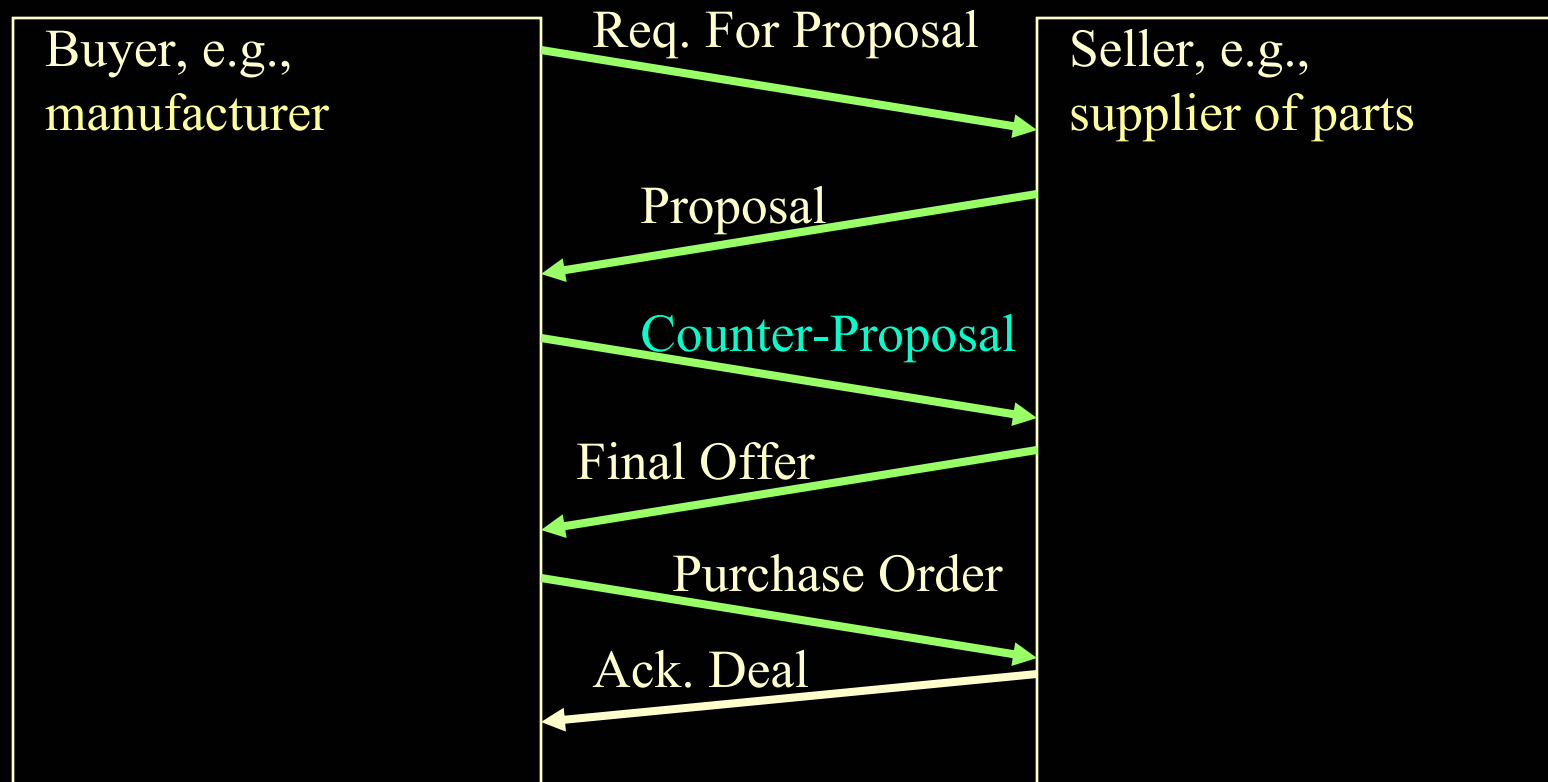 Buyer, e.g.,
manufacturer
Req. For Proposal
Seller, e.g.,
supplier of parts
Proposal
Counter-Proposal
Final Offer
Purchase Order
Ack. Deal